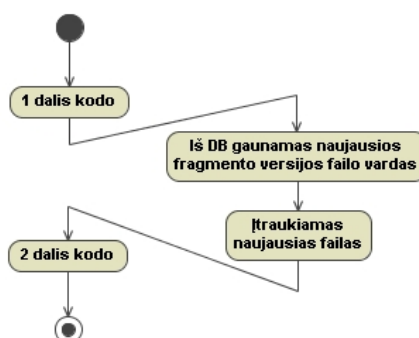 1 dalis kodo
Iš DB gaunamas naujausios
fragmento versijos failo vardas
Įtraukiamas
naujausias failas
2 dalis kodo